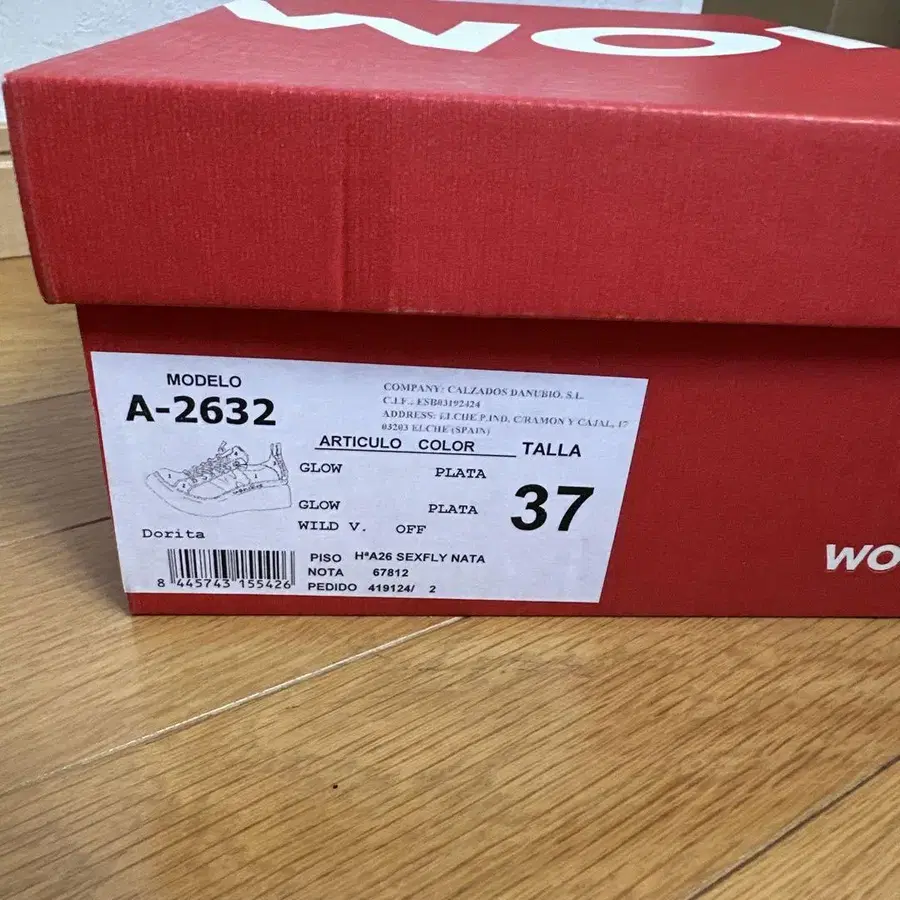 WO
MODELO
A-2632
COMPANY: CALZADOS DANUBIO, S.L.
C.I.F.: ESB03192424
ADDRESS: ELCHE P.IND. C/RAMON Y CAJAL, 17
03203 ELCHE (SPAIN)
ARTICULO COLOR TALLA
GLOW PLATA
37
GLOW PLATA
WILD V. OFF
Dorita
PISO HªA26 SEXFLY NATA
NOTA 67812
PEDIDO 419124/ 2
8 445743 155426
WO